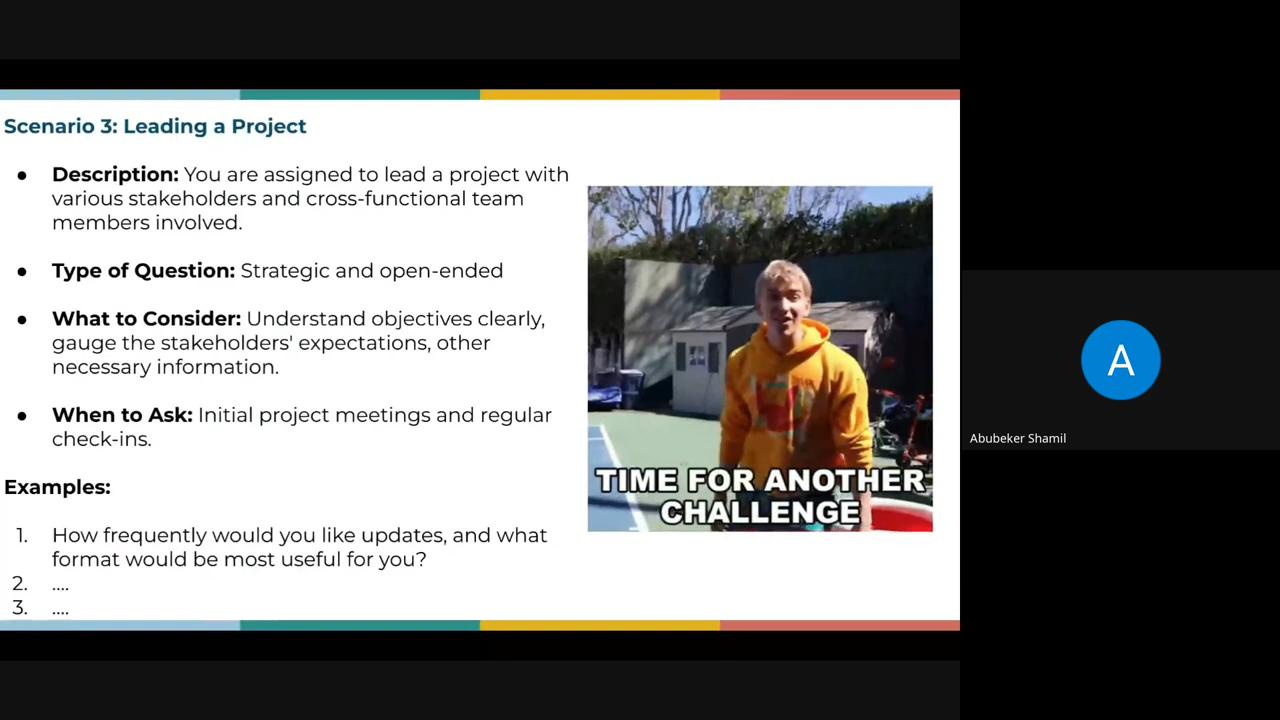 Scenario 3: Leading a Project
● Description: You are assigned to lead a project with
various stakeholders and cross-functional team
members involved.
● Type of Question: Strategic and open-ended
● What to Consider: Understand objectives clearly,
gauge the stakeholders' expectations, other
necessary information.
● When to Ask: Initial project meetings and regular
check-ins.
Examples:
1. How frequently would you like updates, and what
format would be most useful for you?
2. ....
3. ....
TIME FOR ANOTHER
CHALLENGE
A
Abubeker Shamil